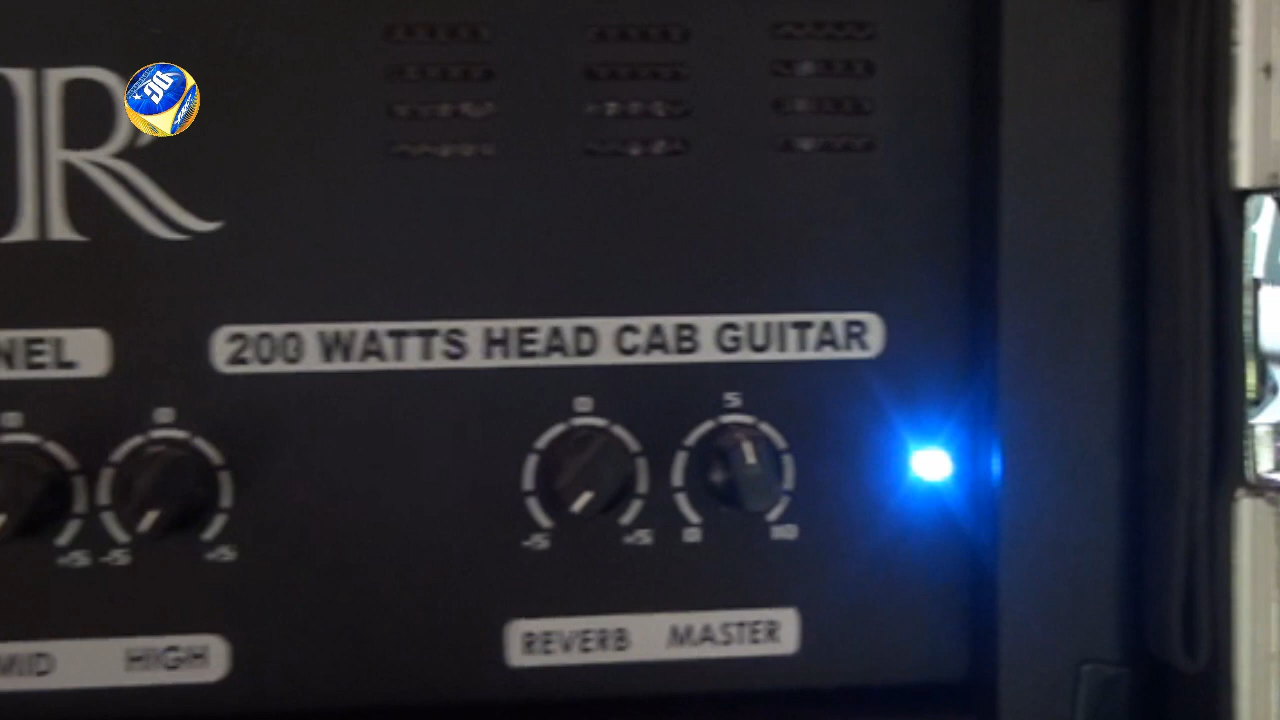 R
NEL
200 WATTS HEAD CAB GUITAR
0 0 0 5
+5 -5 +5 -5 +5 0 10
MID HIGH REVERB MASTER